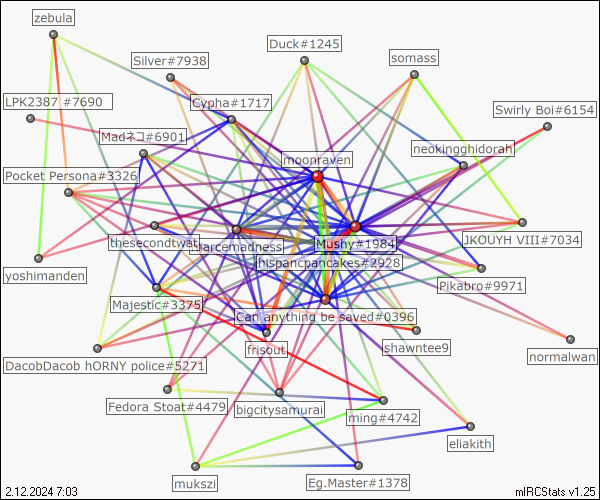 zebula
Duck#1245
Silver#7938
somass
LPK2387 #7690
Cypha#1717
Swirly Boi#6154
Madネコ#6901
neokingghidorah
moonraven
Pocket Persona#3326
thesecondtwat
marcemadness
Mushy#1984
JKOUYH VIII#7034
hispancpancakes#2928
yoshimanden
Pikabro#9971
Majestic#3375
Can anything be saved#0396
frisout
shawntee9
normalwan
DacobDacob hORNY police#5271
Fedora Stoat#4479
bigcitysamurai
ming#4742
eliakith
mukszi
Eg.Master#1378
2.12.2024 7:03
mIRCStats v1.25